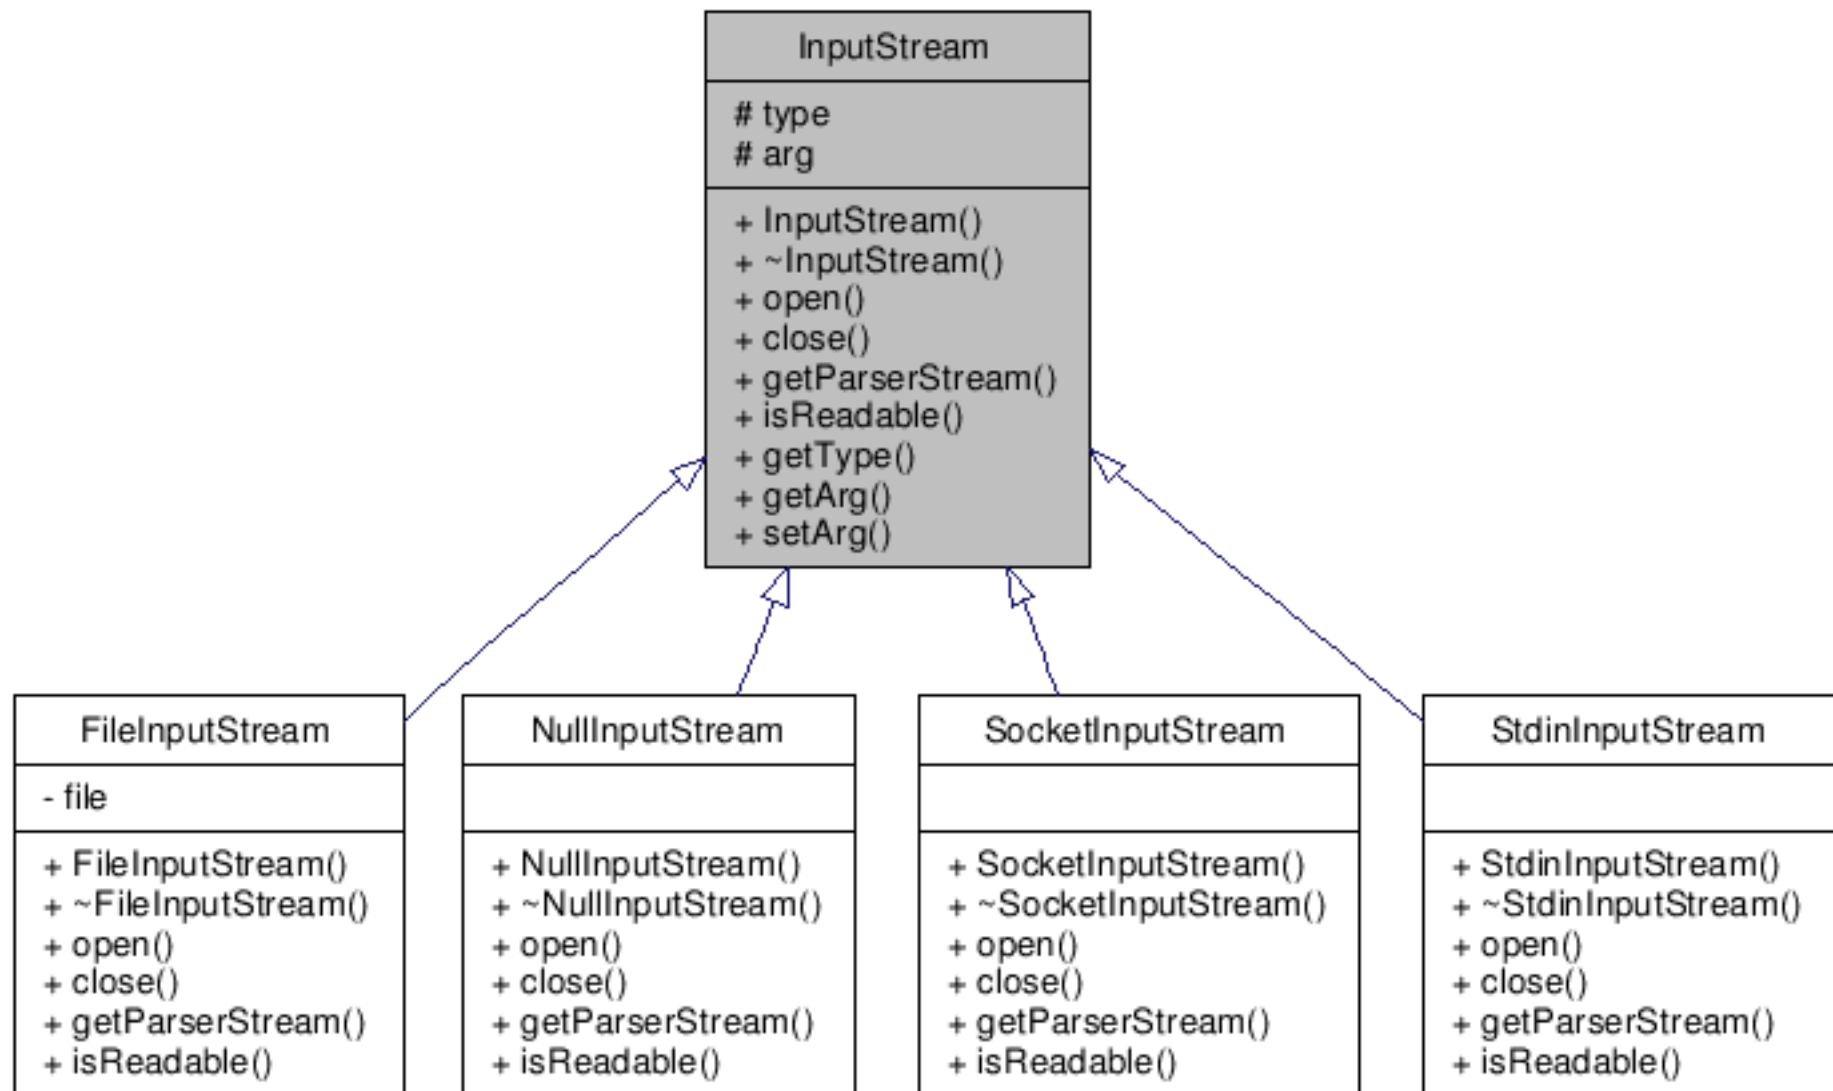 InputStream
# type
# arg
+ InputStream()
+ ~InputStream()
+ open()
+ close()
+ getParserStream()
+ isReadable()
+ getType()
+ getArg()
+ setArg()
FileInputStream
- file
+ FileInputStream()
+ ~FileInputStream()
+ open()
+ close()
+ getParserStream()
+ isReadable()
NullInputStream
+ NullInputStream()
+ ~NullInputStream()
+ open()
+ close()
+ getParserStream()
+ isReadable()
SocketInputStream
+ SocketInputStream()
+ ~SocketInputStream()
+ open()
+ close()
+ getParserStream()
+ isReadable()
StdinInputStream
+ StdinInputStream()
+ ~StdinInputStream()
+ open()
+ close()
+ getParserStream()
+ isReadable()